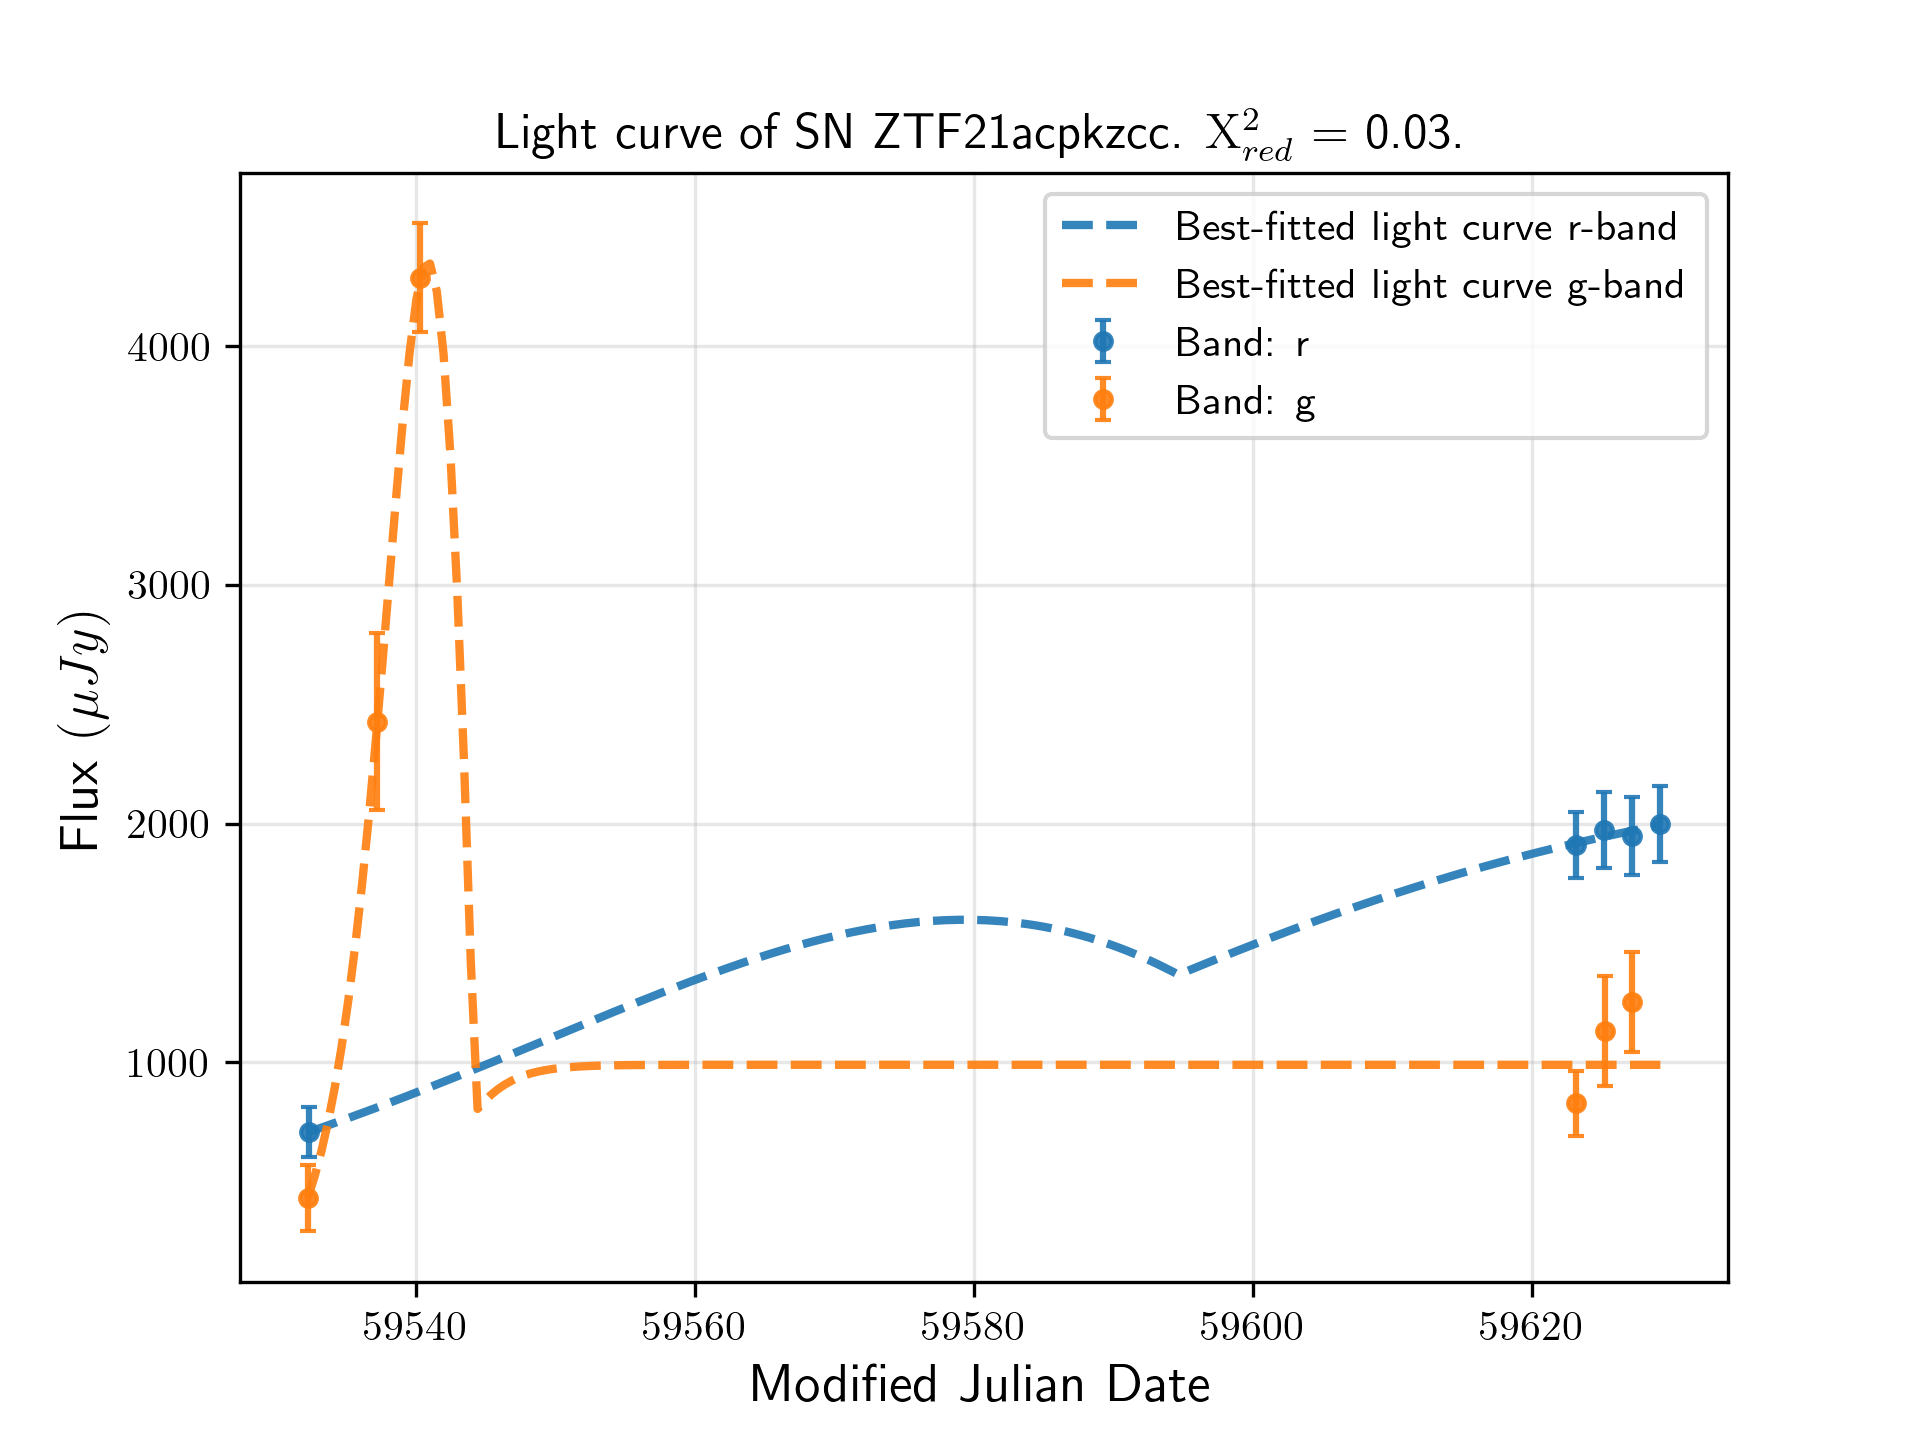 Light curve of SN ZTF21acpkzcc. X²_red = 0.03.
Best-fitted light curve r-band
Best-fitted light curve g-band
Band: r
Band: g
4000
3000
2000
1000
Flux (μJy)
59540 59560 59580 59600 59620
Modified Julian Date